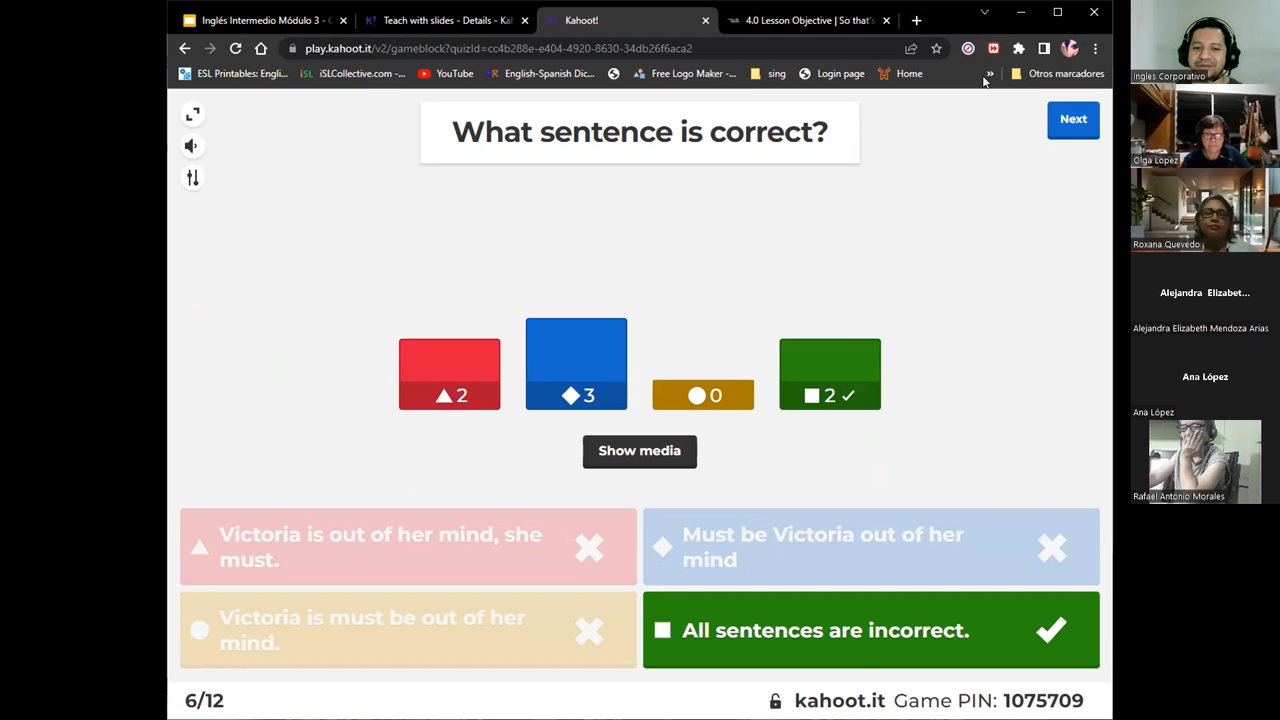 Inglés Intermedio Módulo 3 - (
Teach with slides - Details - Kah
Kahoot!
4.0 Lesson Objective | So that's
play.kahoot.it/v2/gameblock?quizId=cc4b288e-e404-4920-8630-34db26f6aca2
ESL Printables: Engli...
iSLCollective.com -...
YouTube
English-Spanish Dic...
Free Logo Maker -...
sing
Login page
Home
Otros marcadores
What sentence is correct?
Next
2
3
0
2
Show media
Victoria is out of her mind, she
must.
Must be Victoria out of her
mind
Victoria is must be out of her
mind.
All sentences are incorrect.
6/12
kahoot.it Game PIN: 1075709
Ingles Corporativo
Olga Lopez
Roxana Quevedo
Alejandra Elizabet...
Alejandra Elizabeth Mendoza Arias
Ana López
Ana López
Rafael Antonio Morales